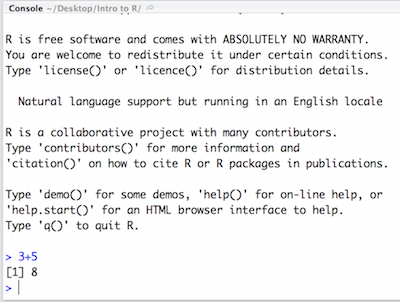 Console ~/Desktop/Intro to R/
R is free software and comes with ABSOLUTELY NO WARRANTY.
You are welcome to redistribute it under certain conditions.
Type 'license()' or 'licence()' for distribution details.
Natural language support but running in an English locale
R is a collaborative project with many contributors.
Type 'contributors()' for more information and
'citation()' on how to cite R or R packages in publications.
Type 'demo()' for some demos, 'help()' for on-line help, or
'help.start()' for an HTML browser interface to help.
Type 'q()' to quit R.
> 3+5
[1] 8
>